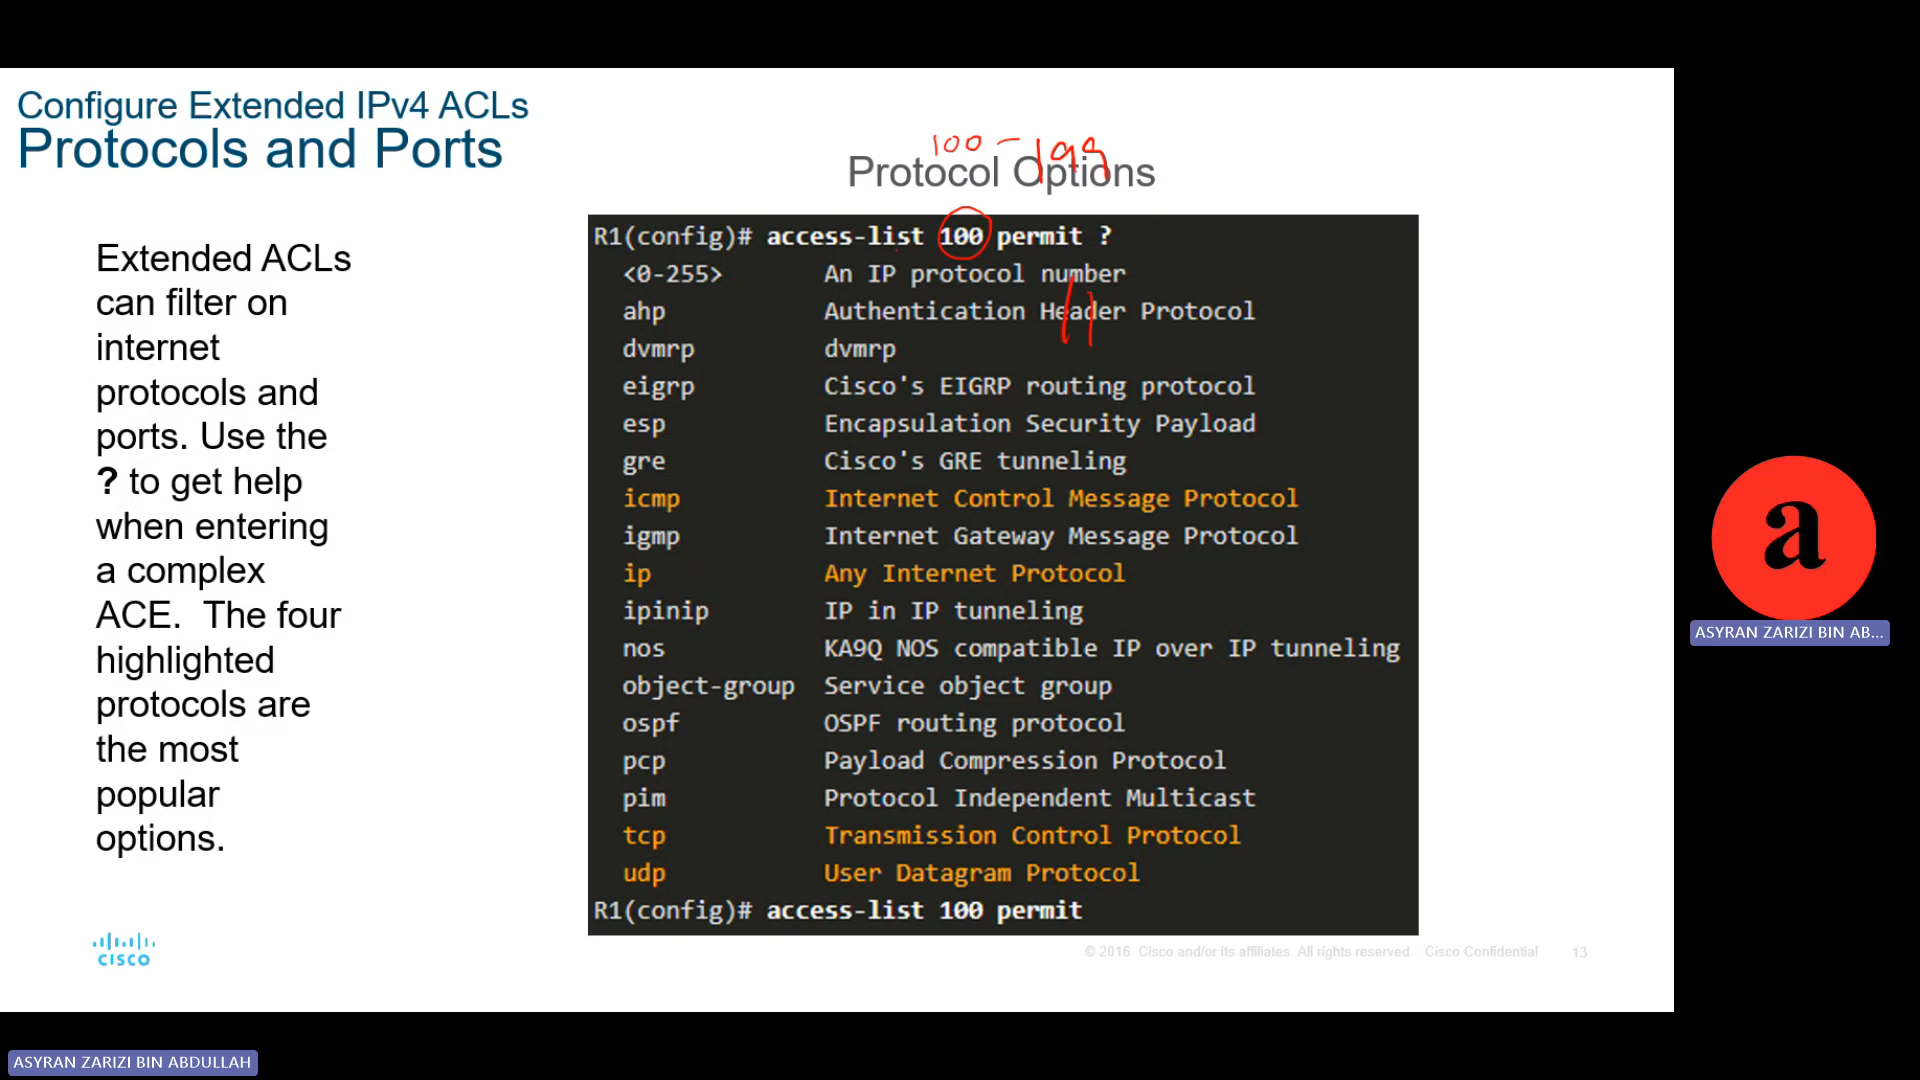 Configure Extended IPv4 ACLs
Protocols and Ports
100 - 199
Protocol Options
Extended ACLs
can filter on
internet
protocols and
ports. Use the
? to get help
when entering
a complex
ACE.  The four
highlighted
protocols are
the most
popular
options.
R1(config)# access-list 100 permit ?
<0-255> An IP protocol number
ahp Authentication Header Protocol
dvmrp dvmrp
eigrp Cisco's EIGRP routing protocol
esp Encapsulation Security Payload
gre Cisco's GRE tunneling
icmp Internet Control Message Protocol
igmp Internet Gateway Message Protocol
ip Any Internet Protocol
ipinip IP in IP tunneling
nos KA9Q NOS compatible IP over IP tunneling
object-group Service object group
ospf OSPF routing protocol
pcp Payload Compression Protocol
pim Protocol Independent Multicast
tcp Transmission Control Protocol
udp User Datagram Protocol
R1(config)# access-list 100 permit
CISCO
© 2016 Cisco and/or its affiliates. All rights reserved. Cisco Confidential 13
a
ASYRAN ZARIZI BIN AB...
ASYRAN ZARIZI BIN ABDULLAH